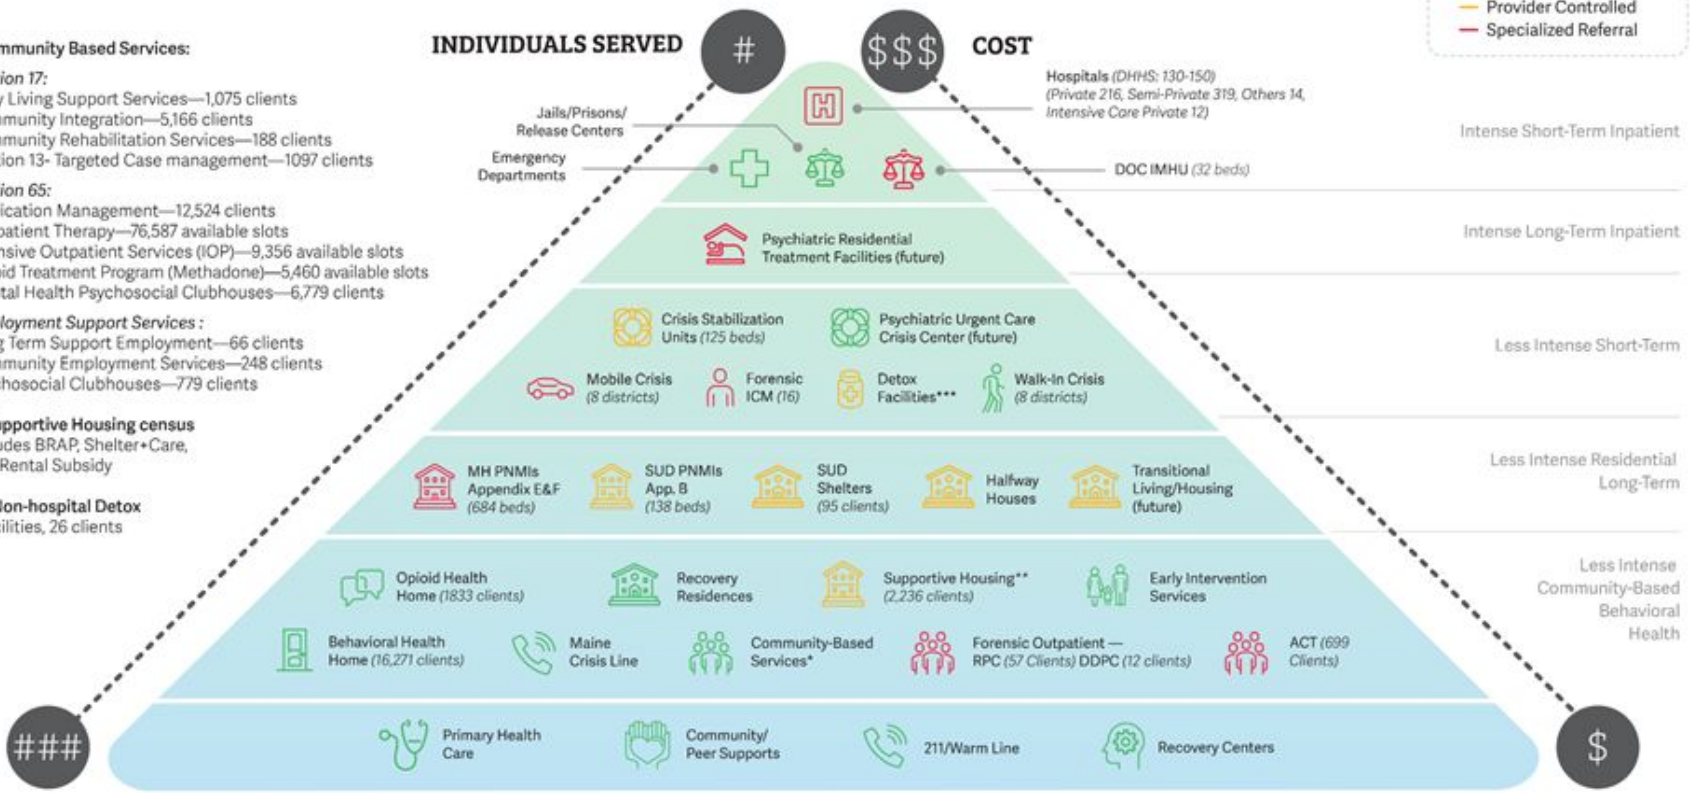 Provider Controlled
Specialized Referral
INDIVIDUALS SERVED
#
$$$
COST
mmunity Based Services:
ion 17:
y Living Support Services—1,075 clients
mmunity Integration—5,166 clients
mmunity Rehabilitation Services—188 clients
ion 13- Targeted Case management—1097 clients
ion 65:
ication Management—12,524 clients
patient Therapy—76,587 available slots
nsive Outpatient Services (IOP)—9,356 available slots
oid Treatment Program (Methadone)—5,460 available slots
tal Health Psychosocial Clubhouses—6,779 clients
loyment Support Services :
g Term Support Employment—66 clients
mmunity Employment Services—248 clients
chosocial Clubhouses—779 clients
upportive Housing census
udes BRAP, Shelter+Care,
Rental Subsidy
Non-hospital Detox
cilities, 26 clients
Jails/Prisons/
Release Centers
Emergency
Departments
H
Hospitals (DHHS: 130-150)
(Private 216, Semi-Private 319, Others 14,
Intensive Care Private 12)
DOC IMHU (32 beds)
Intense Short-Term Inpatient
Psychiatric Residential
Treatment Facilities (future)
Intense Long-Term Inpatient
Crisis Stabilization
Units (125 beds)
Psychiatric Urgent Care
Crisis Center (future)
Mobile Crisis
(8 districts)
Forensic
ICM (16)
Detox
Facilities***
Walk-In Crisis
(8 districts)
Less Intense Short-Term
MH PNMIs
Appendix E&F
(684 beds)
SUD PNMIs
App. B
(138 beds)
SUD
Shelters
(95 clients)
Halfway
Houses
Transitional
Living/Housing
(future)
Less Intense Residential
Long-Term
Opioid Health
Home (1833 clients)
Recovery
Residences
Supportive Housing**
(2,236 clients)
Early Intervention
Services
Behavioral Health
Home (16,271 clients)
Maine
Crisis Line
Community-Based
Services*
Forensic Outpatient —
RPC (57 Clients) DDPC (12 clients)
ACT (699
Clients)
Less Intense
Community-Based
Behavioral
Health
###
Primary Health
Care
Community/
Peer Supports
211/Warm Line
Recovery Centers
$